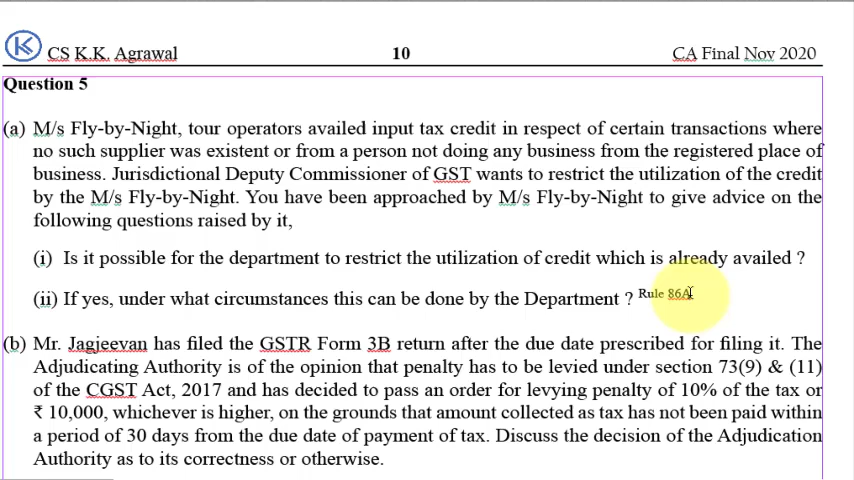 CS K.K. Agrawal 10 CA Final Nov 2020
Question 5
(a) M/s Fly-by-Night, tour operators availed input tax credit in respect of certain transactions where
no such supplier was existent or from a person not doing any business from the registered place of
business. Jurisdictional Deputy Commissioner of GST wants to restrict the utilization of the credit
by the M/s Fly-by-Night. You have been approached by M/s Fly-by-Night to give advice on the
following questions raised by it,
(i) Is it possible for the department to restrict the utilization of credit which is already availed ?
(ii) If yes, under what circumstances this can be done by the Department ? Rule 86A
(b) Mr. Jagjeevan has filed the GSTR Form 3B return after the due date prescribed for filing it. The
Adjudicating Authority is of the opinion that penalty has to be levied under section 73(9) & (11)
of the CGST Act, 2017 and has decided to pass an order for levying penalty of 10% of the tax or
₹ 10,000, whichever is higher, on the grounds that amount collected as tax has not been paid within
a period of 30 days from the due date of payment of tax. Discuss the decision of the Adjudication
Authority as to its correctness or otherwise.